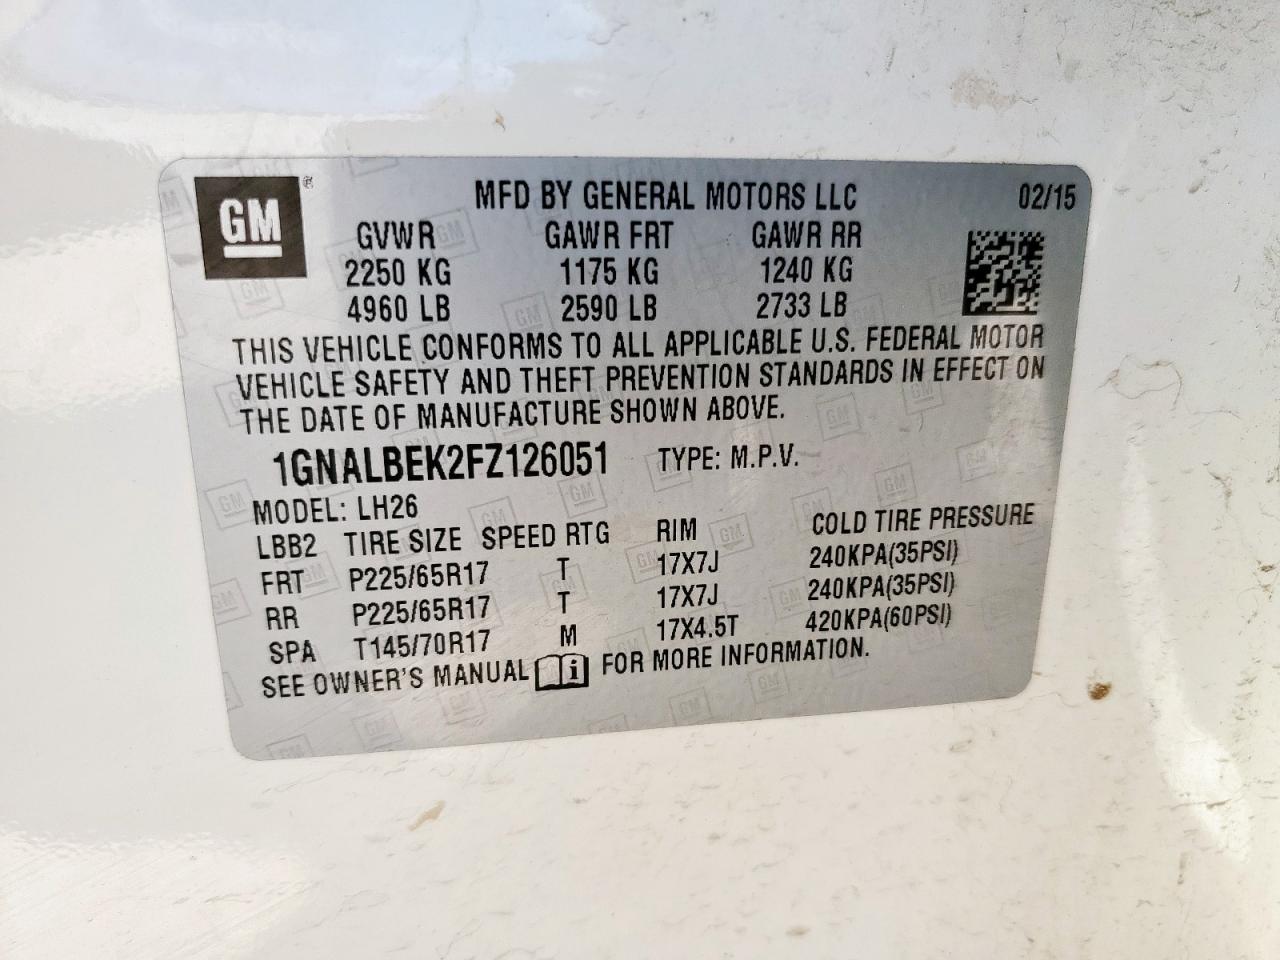 GM ®
MFD BY GENERAL MOTORS LLC 02/15
GVWR GAWR FRT GAWR RR
2250 KG 1175 KG 1240 KG
4960 LB 2590 LB 2733 LB
THIS VEHICLE CONFORMS TO ALL APPLICABLE U.S. FEDERAL MOTOR
VEHICLE SAFETY AND THEFT PREVENTION STANDARDS IN EFFECT ON
THE DATE OF MANUFACTURE SHOWN ABOVE.
1GNALBEK2FZ126051 TYPE: M.P.V.
MODEL: LH26
LBB2 TIRE SIZE SPEED RTG RIM COLD TIRE PRESSURE
FRT P225/65R17 T 17X7J 240KPA(35PSI)
RR P225/65R17 T 17X7J 240KPA(35PSI)
SPA T145/70R17 M 17X4.5T 420KPA(60PSI)
SEE OWNER'S MANUAL i FOR MORE INFORMATION.